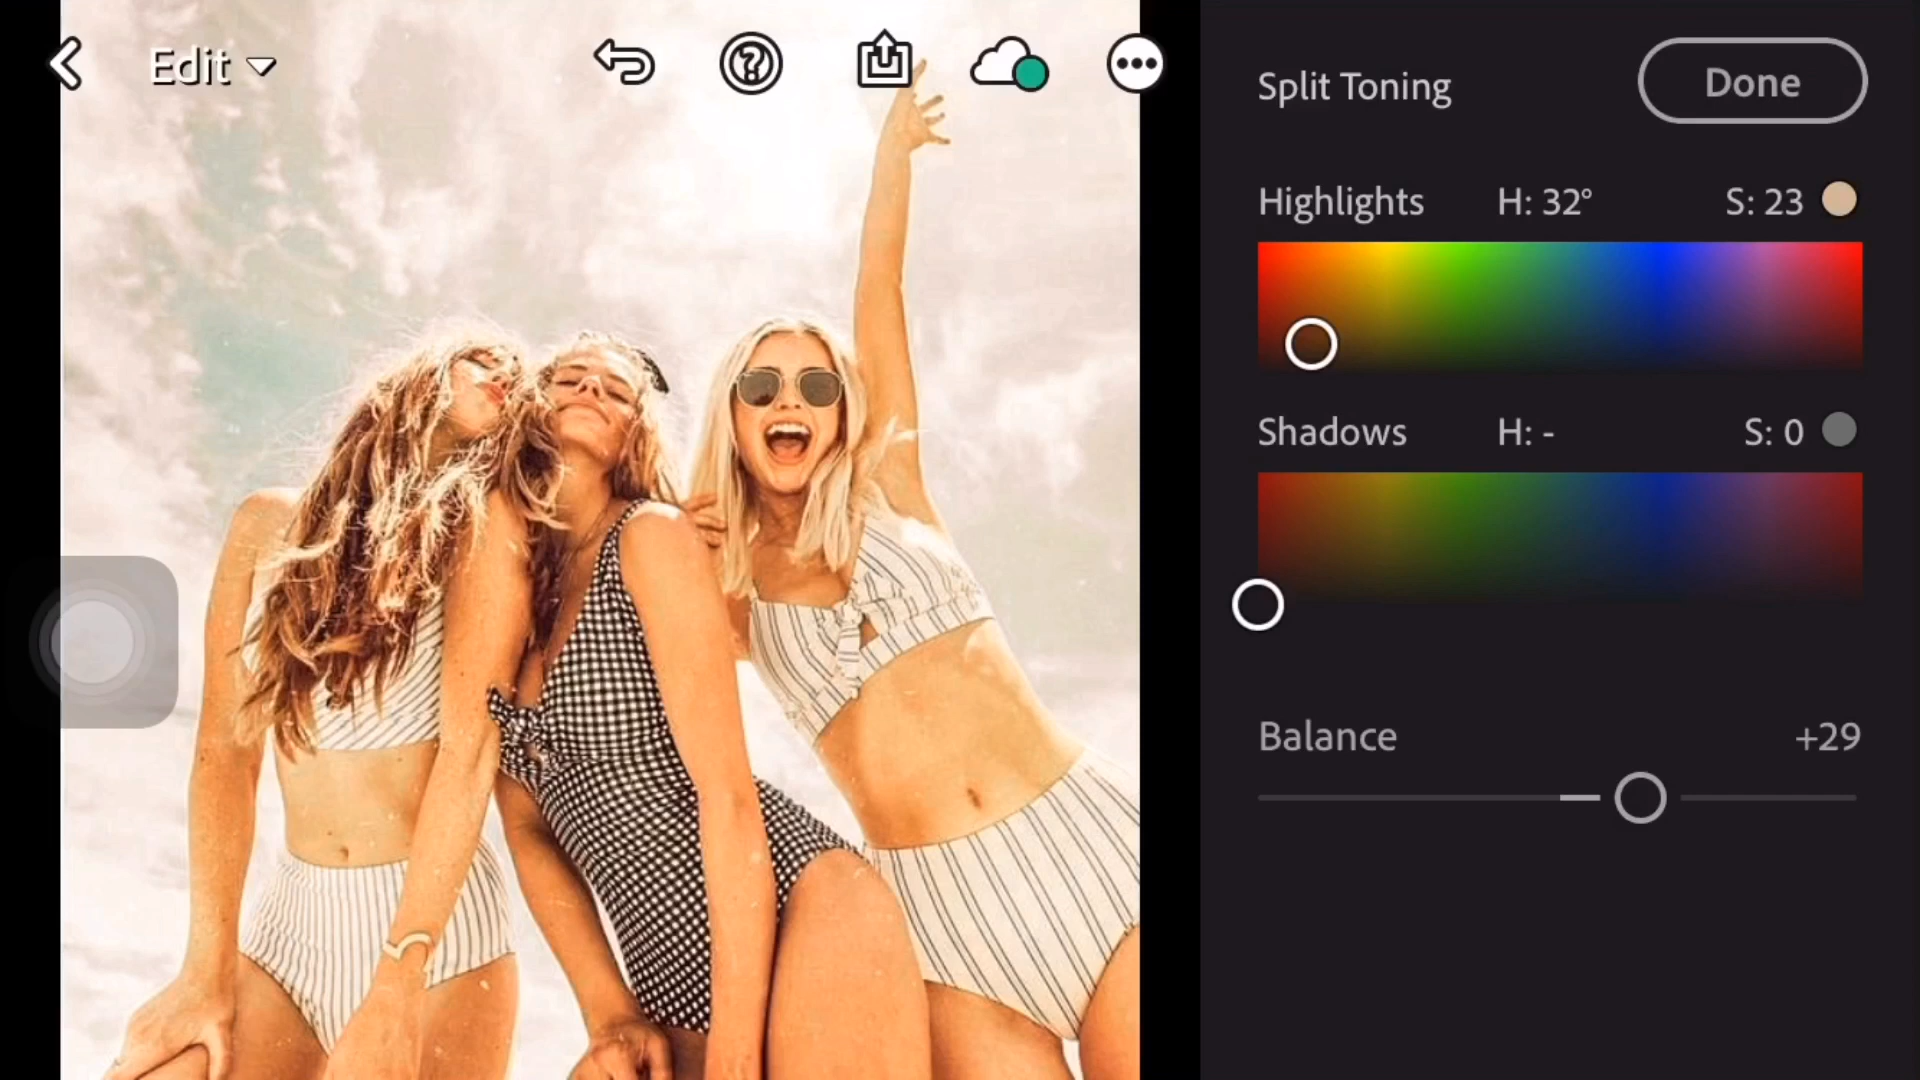 Edit
Split Toning
Done
Highlights H: 32° S: 23
Shadows H: - S: 0
Balance +29